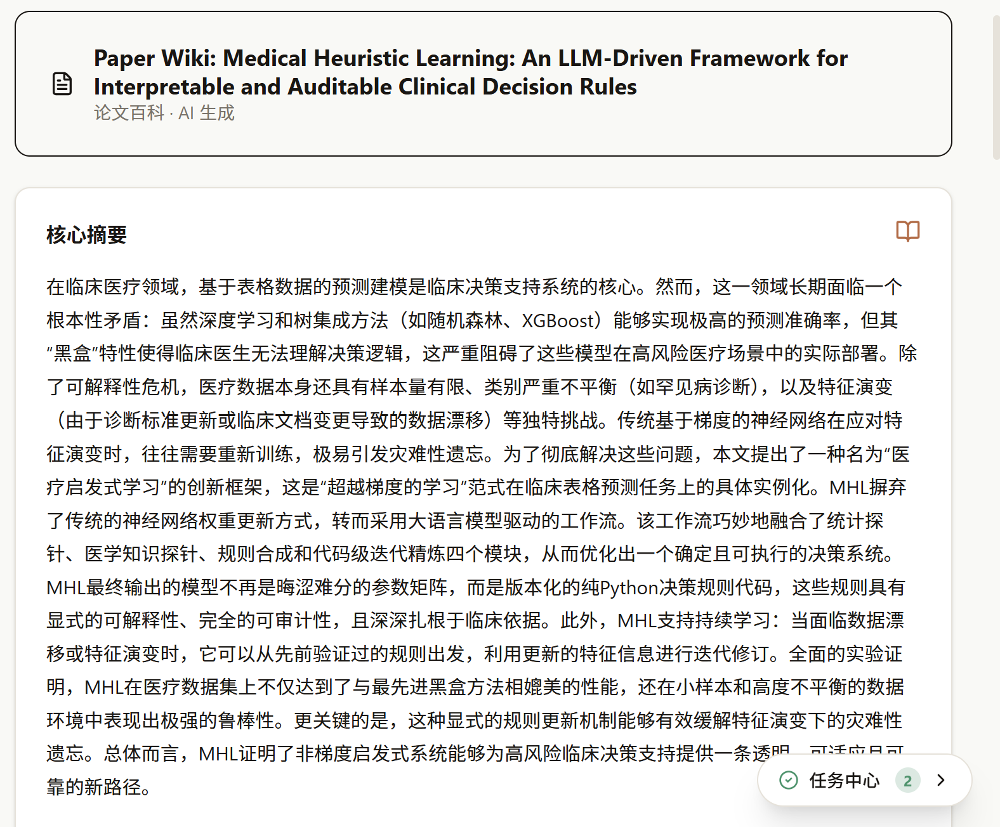 Paper Wiki: Medical Heuristic Learning: An LLM-Driven Framework for
Interpretable and Auditable Clinical Decision Rules
论文百科 · AI 生成
核心摘要
在临床医疗领域，基于表格数据的预测建模是临床决策支持系统的核心。然而，这一领域长期面临一个
根本性矛盾：虽然深度学习和树集成方法（如随机森林、XGBoost）能够实现极高的预测准确率，但其
“黑盒”特性使得临床医生无法理解决策逻辑，这严重阻碍了这些模型在高风险医疗场景中的实际部署。除
了可解释性危机，医疗数据本身还具有样本量有限、类别严重不平衡（如罕见病诊断），以及特征演变
（由于诊断标准更新或临床文档变更导致的数据漂移）等独特挑战。传统基于梯度的神经网络在应对特
征演变时，往往需要重新训练，极易引发灾难性遗忘。为了彻底解决这些问题，本文提出了一种名为“医
疗启发式学习”的创新框架，这是“超越梯度的学习”范式在临床表格预测任务上的具体实例化。MHL摒弃
了传统的神经网络权重更新方式，转而采用大语言模型驱动的工作流。该工作流巧妙地融合了统计探
针、医学知识探针、规则合成和代码级迭代精炼四个模块，从而优化出一个确定且可执行的决策系统。
MHL最终输出的模型不再是晦涩难分的参数矩阵，而是版本化的纯Python决策规则代码，这些规则具有
显式的可解释性、完全的可审计性，且深深扎根于临床依据。此外，MHL支持持续学习：当面临数据漂
移或特征演变时，它可以从先前验证过的规则出发，利用更新的特征信息进行迭代修订。全面的实验证
明，MHL在医疗数据集上不仅达到了与最先进黑盒方法相媲美的性能，还在小样本和高度不平衡的数据
环境中表现出极强的鲁棒性。更关键的是，这种显式的规则更新机制能够有效缓解特征演变下的灾难性
遗忘。总体而言，MHL证明了非梯度启发式系统能够为高风险临床决策支持提供一条透明、可适应且可
靠的新路径。
任务中心 2